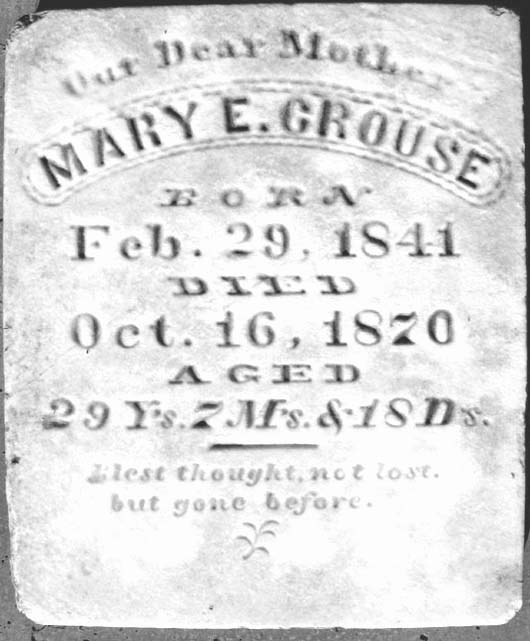 Our Dear Mother
MARY E. GROUSE
BORN
Feb. 29, 1841
DIED
Oct. 16, 1870
AGED
29 Ys. 7 Ms. & 18 Ds.
Blest thought, not lost.
but gone before.